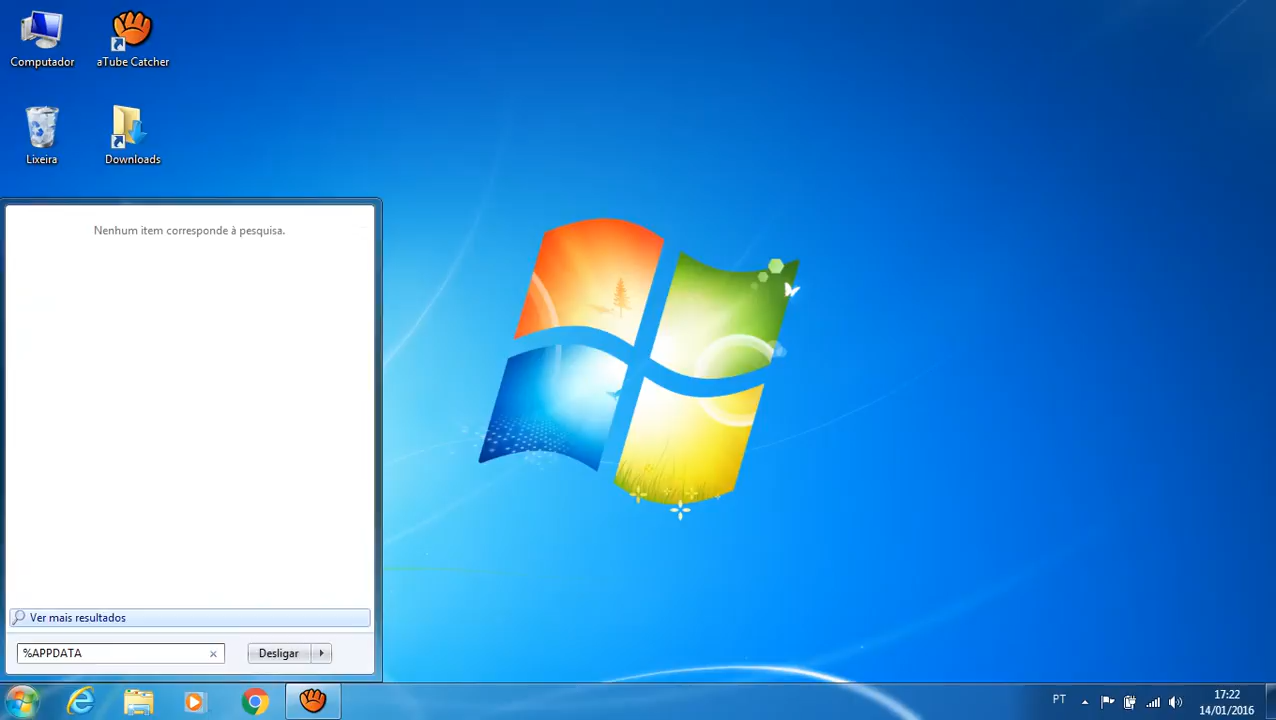 Computador
aTube Catcher
Lixeira
Downloads
Nenhum item corresponde à pesquisa.
Ver mais resultados
%APPDATA
Desligar
PT
17:22
14/01/2016